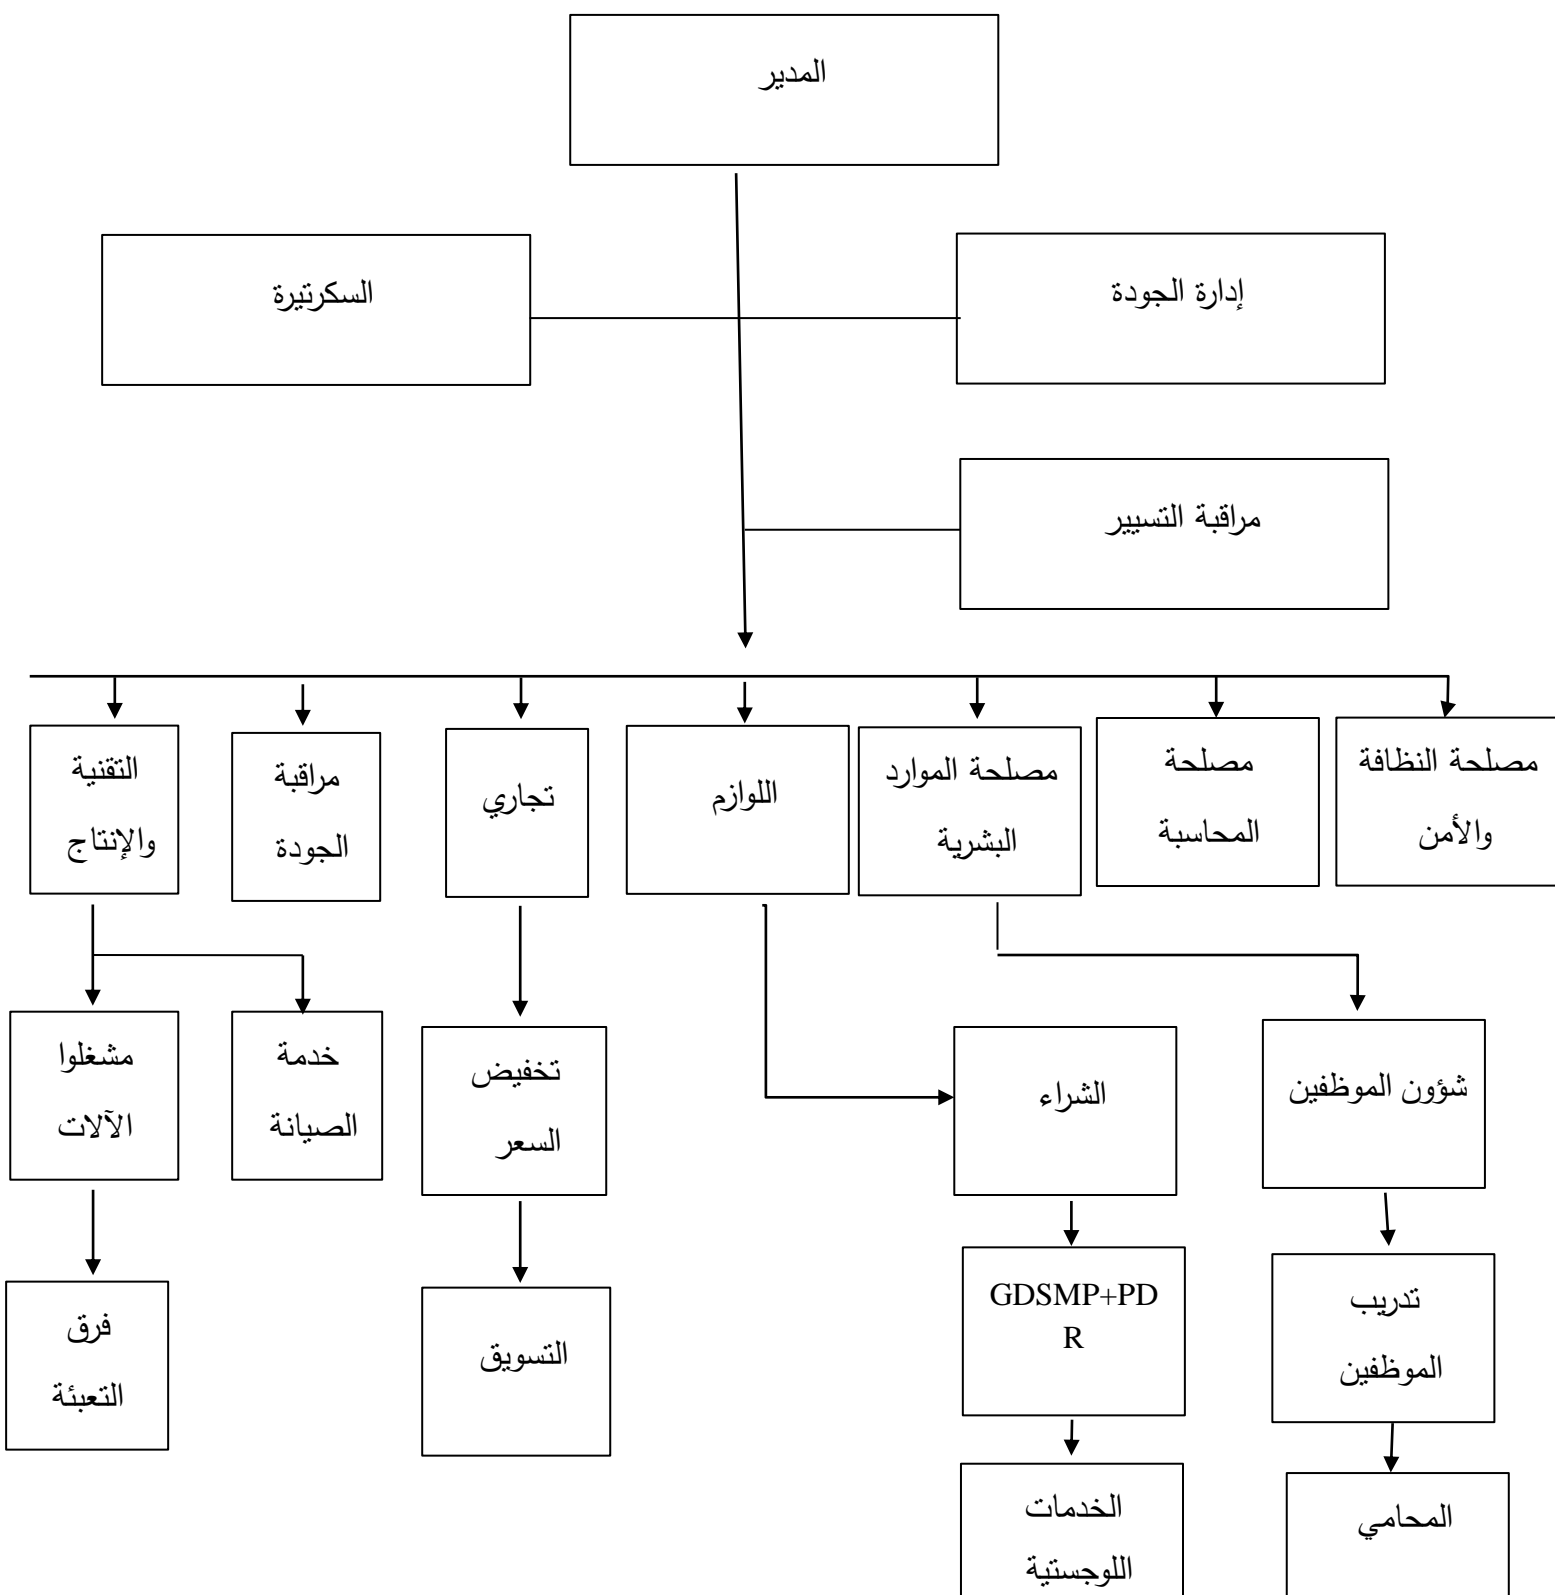 المدير
إدارة الجودة
السكرتيرة
مراقبة التسيير
مصلحة النظافة
والأمن
مصلحة
المحاسبة
مصلحة الموارد
البشرية
اللوازم
تجاري
مراقبة
الجودة
التقنية
والإنتاج
شؤون الموظفين
الشراء
تخفيض
السعر
خدمة
الصيانة
مشغلوا
الآلات
تدريب
الموظفين
GDSMP+PD
R
التسويق
فرق
التعبئة
المحامي
الخدمات
اللوجستية